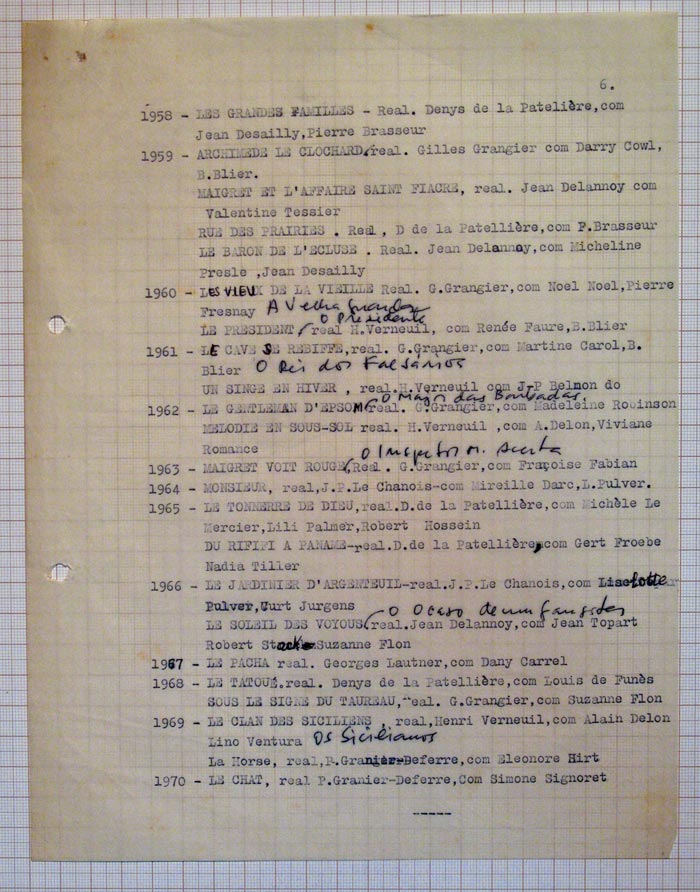 6.
1958 - LES GRANDES FAMILLES - Real. Denys de la Patelière,com
Jean Desailly,Pierre Brasseur
1959 - ARCHIMEDE LE CLOCHARD,real. Gilles Grangier com Darry Cowl,
B.Blier.
MAIGRET ET L'AFFAIRE SAINT FIACRE, real. Jean Delannoy com
Valentine Tessier
RUE DES PRAIRIES . Real, D de la Patellière,com P.Brasseur
LE BARON DE L'ECLUSE . Real. Jean Delannoy,com Micheline
Presle ,Jean Desailly
1960 - LES VIEUX DE LA VIEILLE Real. G.Grangier, com Noel Noel,Pierre
Fresnay A Velha guarda
O Presidente
LE PRESIDENT, real H.Verneuil, com Renée Faure,B.Blier
1961 - LE CAVE SE REBIFFE,real. G.Grangier,com Martine Carol,B.
Blier O Rei dos Falsários
UN SINGE EN HIVER , real.H.Verneuil com J-P Belmon do
O Major das Bombadas
1962 - LE GENTLEMAN D'EPSOM real. G.Grangier,com Madeleine Robinson
MELODIE EN SOUS-SOL real. H.Verneuil ,com A.Delon,Viviane
Romance
O Inspector M. Acerta
1963 - MAIGRET VOIT ROUGE,Real. G.Grangier,com Fraçoise Fabian
1964 - MONSIEUR, real,J.P.Le Chanois-com Mireille Darc,L.Pulver.
1965 - LE TONNERRE DE DIEU,real.D.de la Patellière,com Michèle Le
Mercier,Lili Palmer,Robert Hossein
DU RIFIFI A PANAME-real.D.de la Patellière,com Gert Froebe
Nadia Tiller
1966 - LE JARDINIER D'ARGENTEUIL-real.J.P.Le Chanois,com Liselotte
Pulver,Curt Jurgens
O Ocaso de um gangster
LE SOLEIL DES VOYOUS,real.Jean Delannoy,com Jean Topart
Robert Stack Suzanne Flon
1967 - LE PACHA real. Georges Lautner,com Dany Carrel
1968 - LE TATOUÉ.real. Denys de la Patellière,com Louis de Funès
SOUS LE SIGNE DU TAUREAU,real. G.Grangier,com Suzanne Flon
1969 - LE CLAN DES SICILIENS , real,Henri Verneuil,com Alain Delon
Lino Ventura Os Sicilianos
La Horse, real,P.Granier-Deferre,com Eleonore Hirt
1970 - LE CHAT, real P.Granier-Deferre,Com Simone Signoret
-----